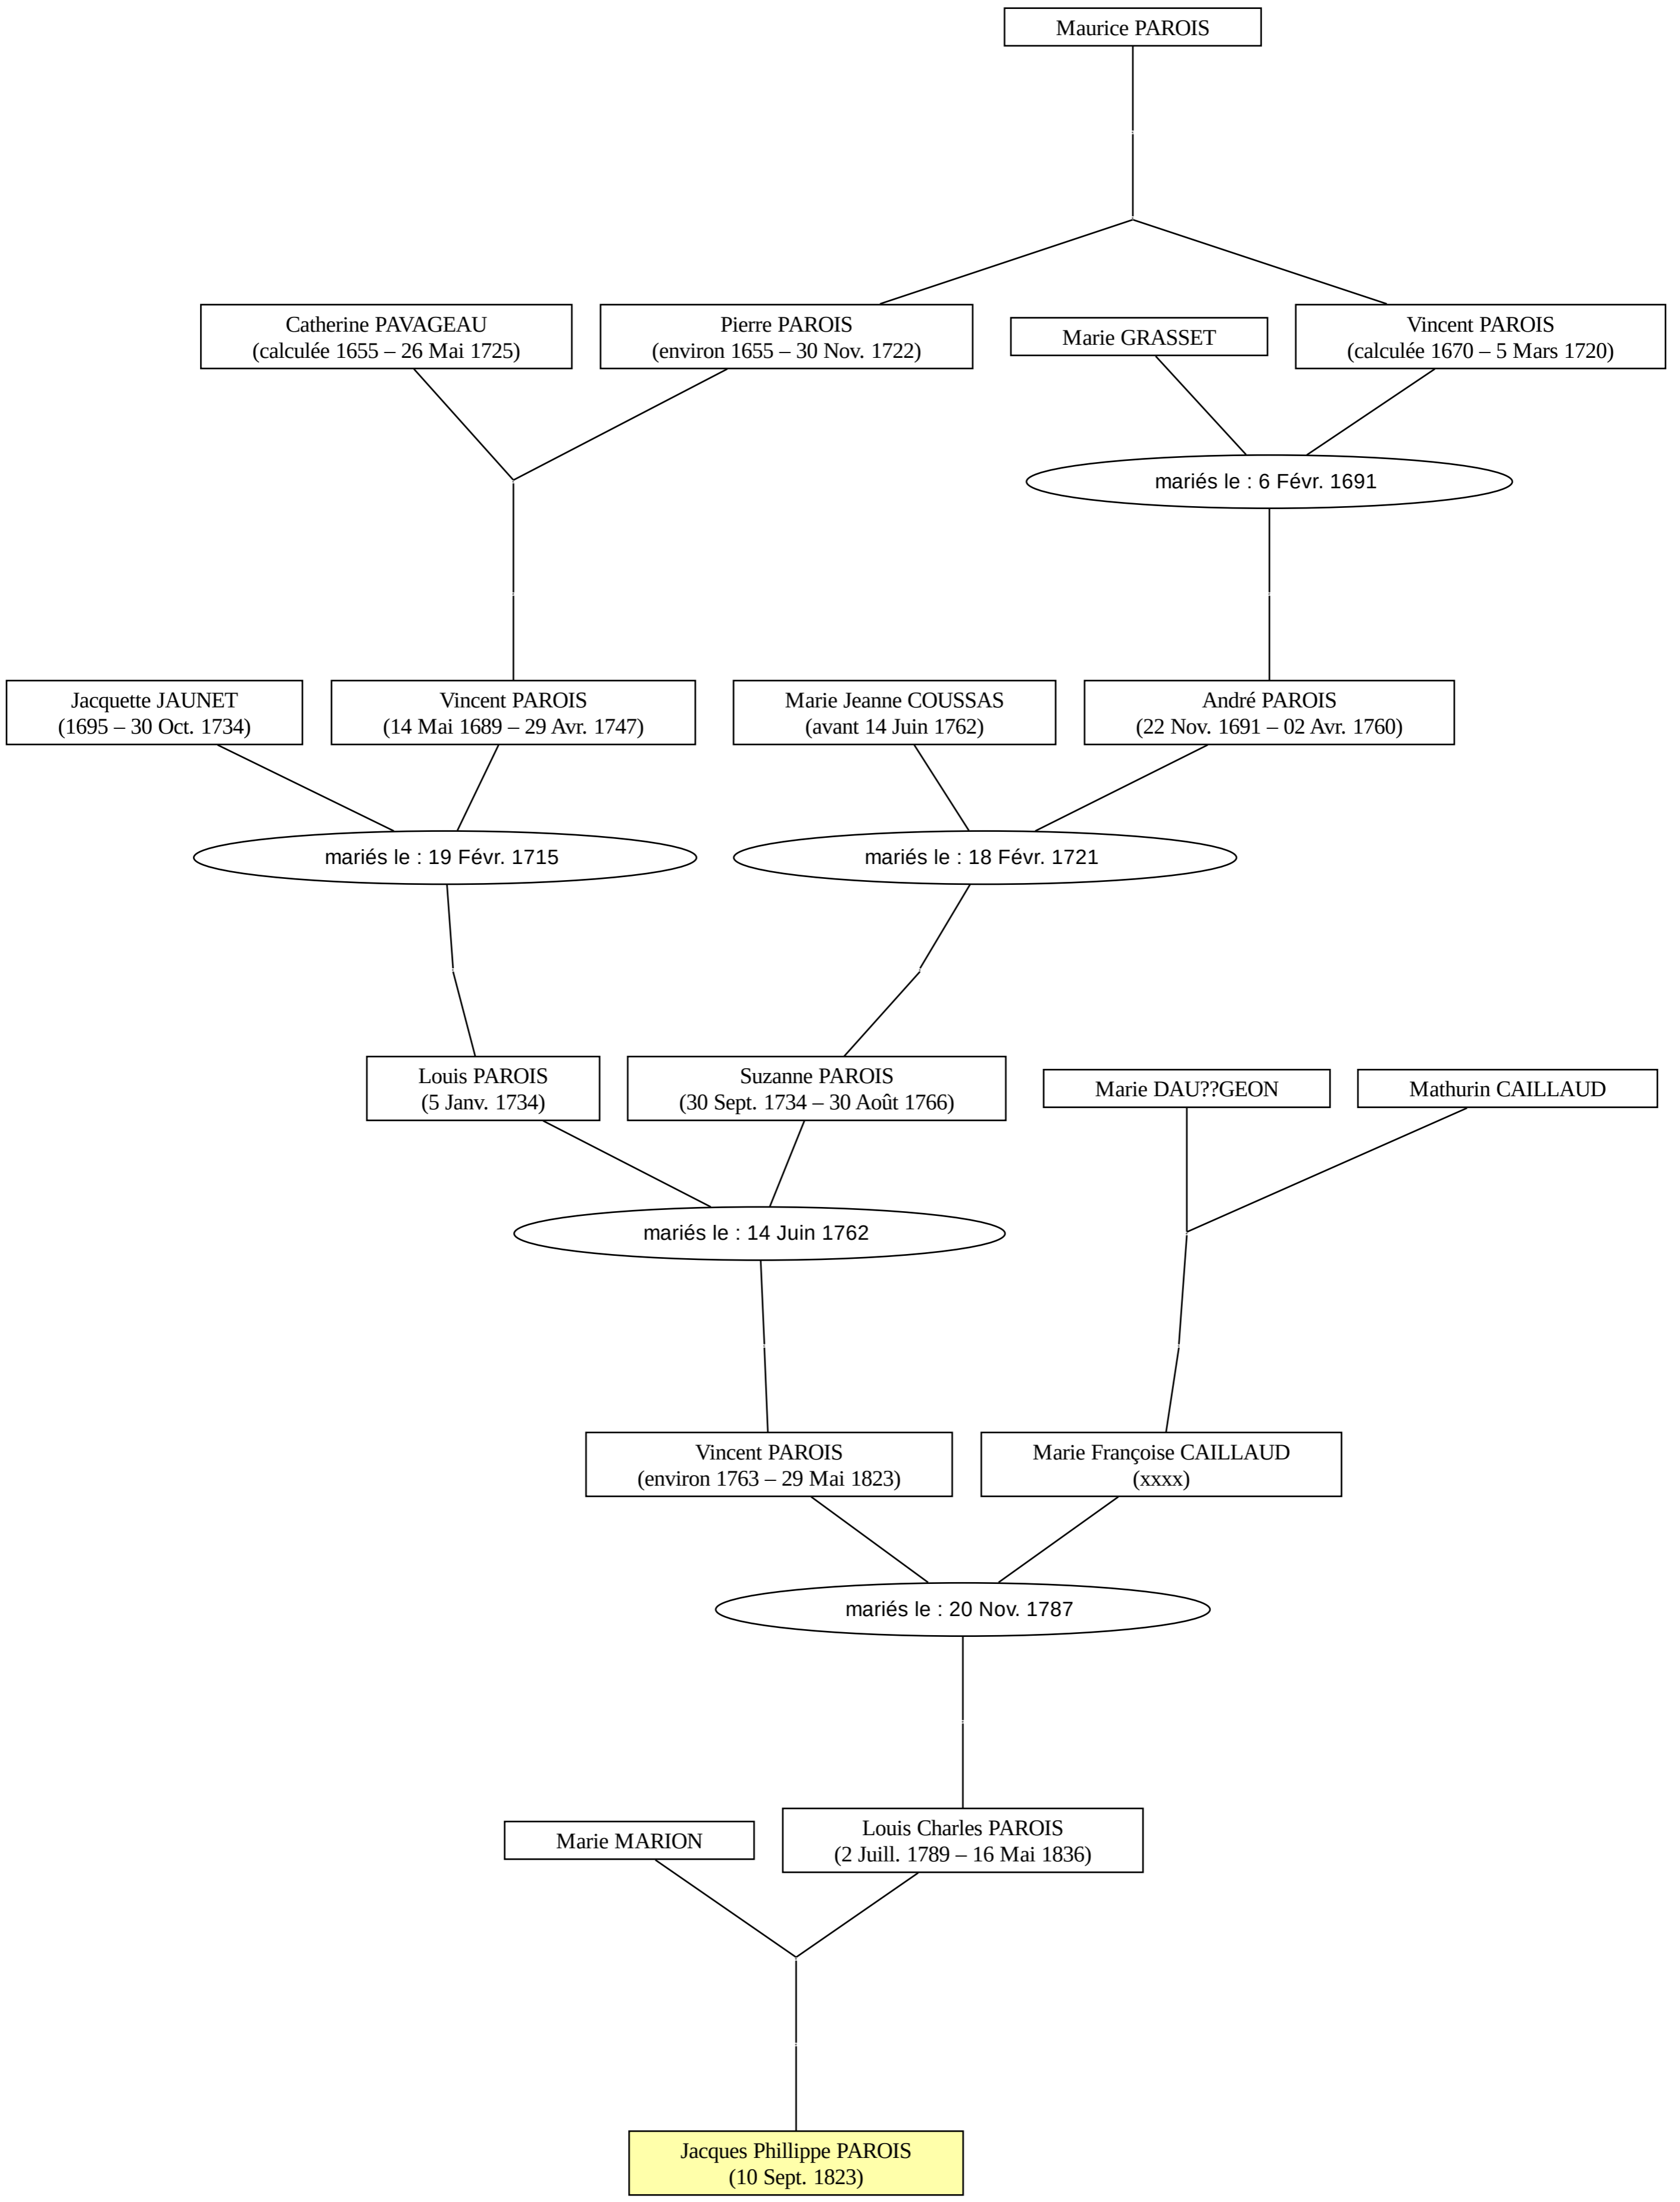 Maurice PAROIS
Catherine PAVAGEAU
(calculée 1655 – 26 Mai 1725)
Pierre PAROIS
(environ 1655 – 30 Nov. 1722)
Marie GRASSET
Vincent PAROIS
(calculée 1670 – 5 Mars 1720)
mariés le : 6 Févr. 1691
Jacquette JAUNET
(1695 – 30 Oct. 1734)
Vincent PAROIS
(14 Mai 1689 – 29 Avr. 1747)
Marie Jeanne COUSSAS
(avant 14 Juin 1762)
André PAROIS
(22 Nov. 1691 – 02 Avr. 1760)
mariés le : 19 Févr. 1715
mariés le : 18 Févr. 1721
Louis PAROIS
(5 Janv. 1734)
Suzanne PAROIS
(30 Sept. 1734 – 30 Août 1766)
Marie DAU??GEON
Mathurin CAILLAUD
mariés le : 14 Juin 1762
Vincent PAROIS
(environ 1763 – 29 Mai 1823)
Marie Françoise CAILLAUD
(xxxx)
mariés le : 20 Nov. 1787
Marie MARION
Louis Charles PAROIS
(2 Juill. 1789 – 16 Mai 1836)
Jacques Phillippe PAROIS
(10 Sept. 1823)